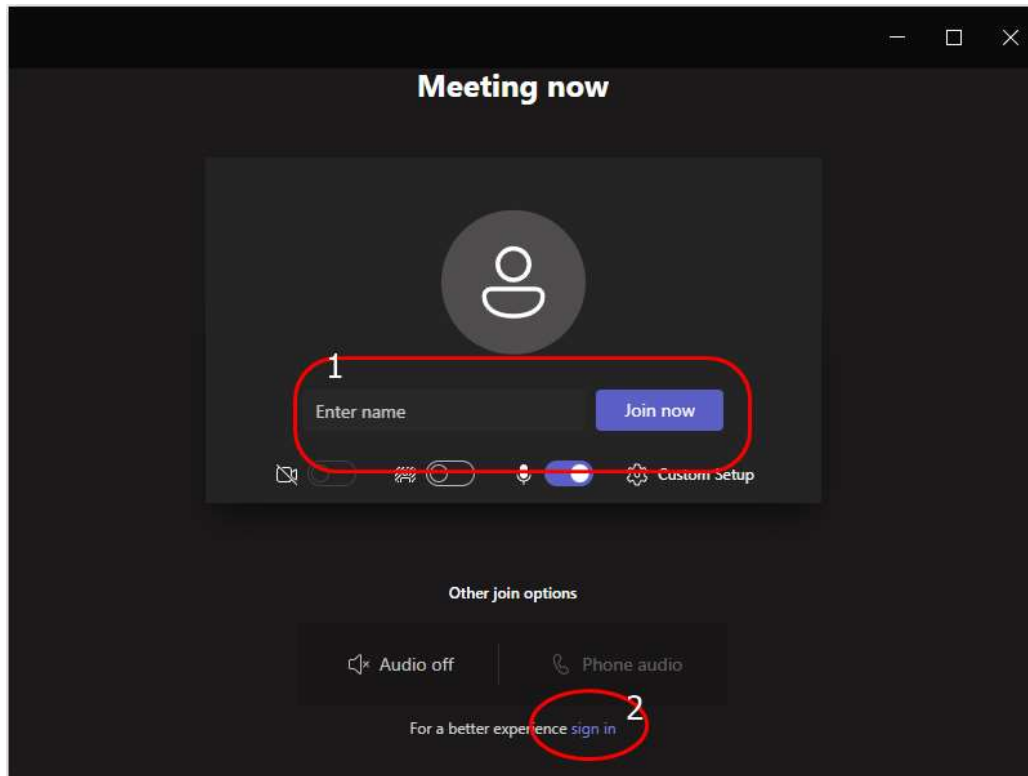 Meeting now
1
Enter name Join now
Custom Setup
Other join options
Audio off Phone audio
2
For a better experience sign in